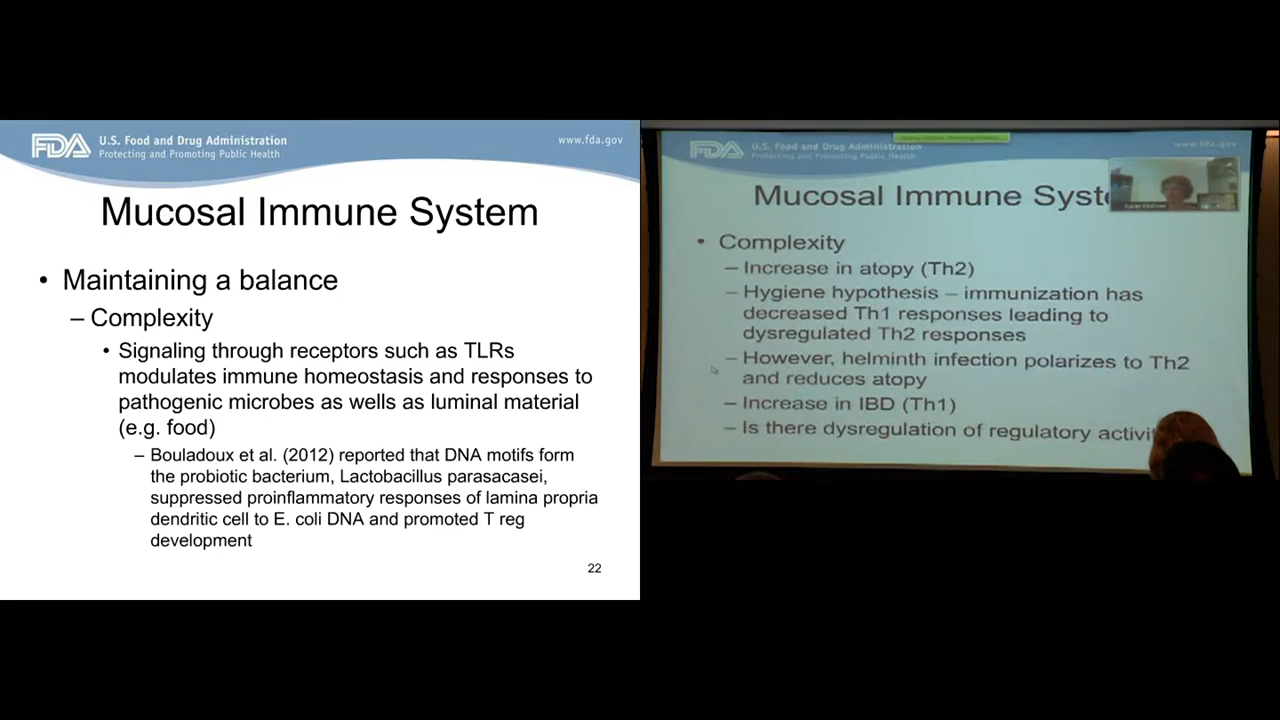 FDA U.S. Food and Drug Administration
Protecting and Promoting Public Health
www.fda.gov
Mucosal Immune System
• Maintaining a balance
– Complexity
• Signaling through receptors such as TLRs
modulates immune homeostasis and responses to
pathogenic microbes as wells as luminal material
(e.g. food)
– Bouladoux et al. (2012) reported that DNA motifs form
the probiotic bacterium, Lactobacillus parasacasei,
suppressed proinflammatory responses of lamina propria
dendritic cell to E. coli DNA and promoted T reg
development
22
FDA U.S. Food and Drug Administration
Protecting and Promoting Public Health
www.fda.gov
Mucosal Immune Syste
• Complexity
– Increase in atopy (Th2)
– Hygiene hypothesis – immunization has
decreased Th1 responses leading to
dysregulated Th2 responses
– However, helminth infection polarizes to Th2
and reduces atopy
– Increase in IBD (Th1)
– Is there dysregulation of regulatory activi